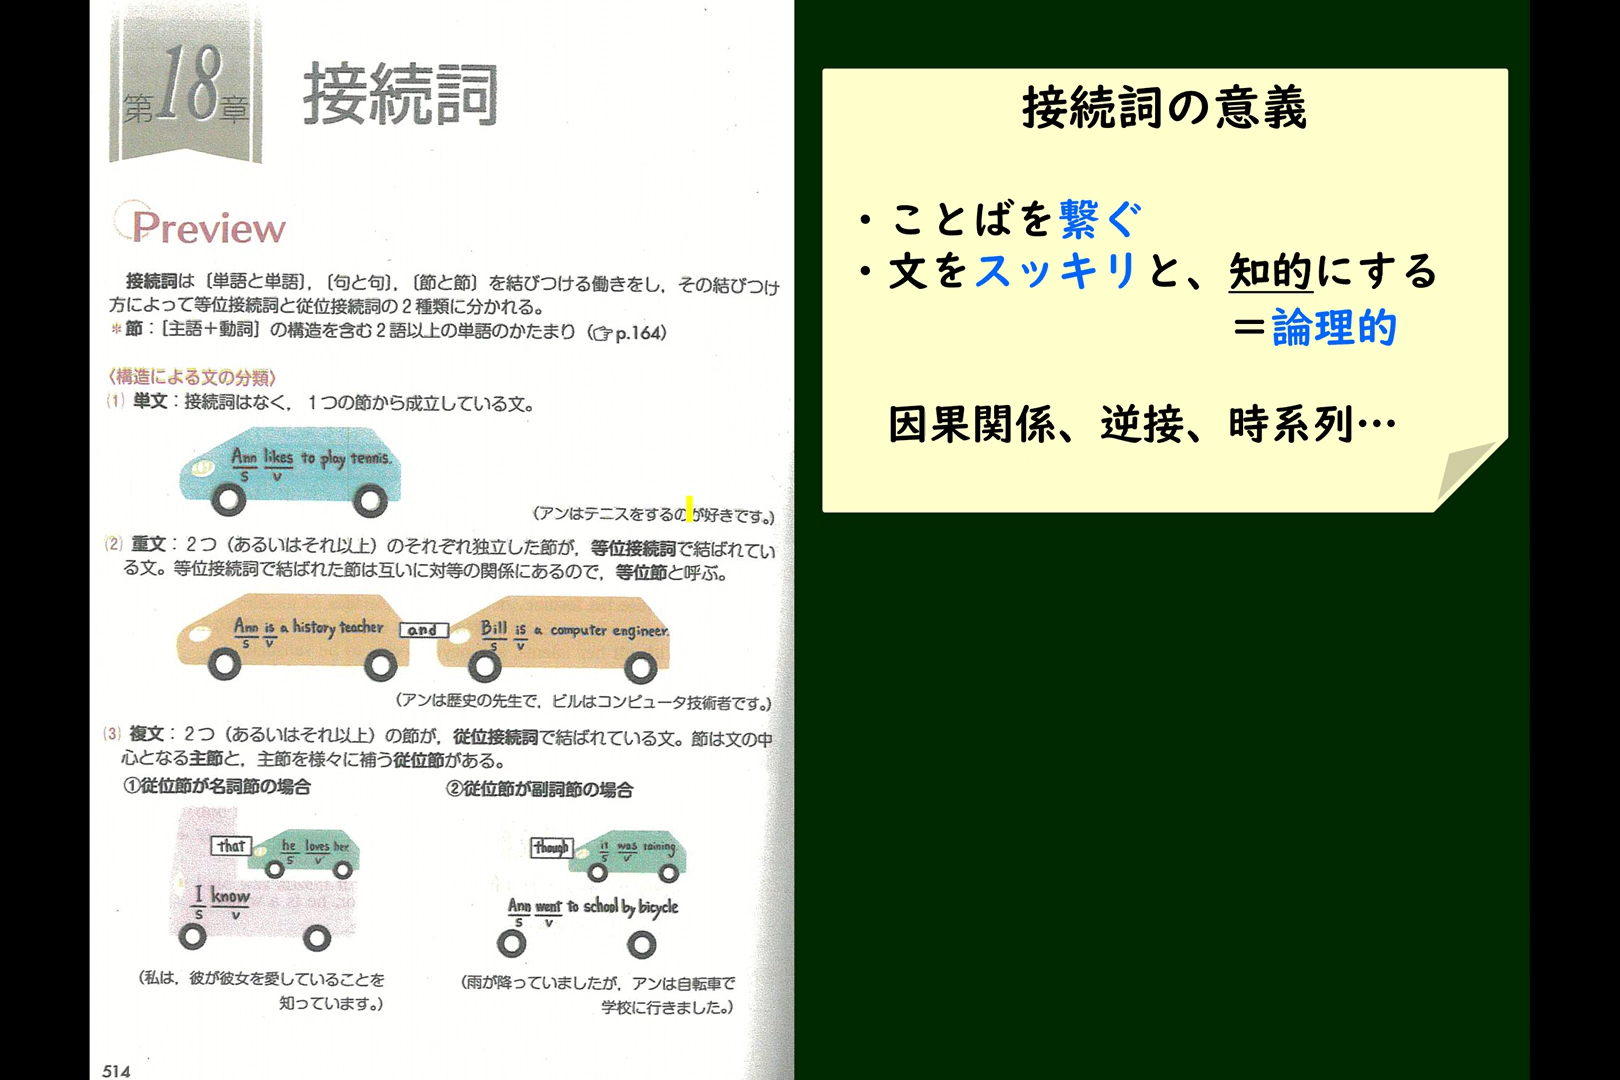 第18章
接続詞
Preview
接続詞は〔単語と単語〕，〔句と句〕，〔節と節〕を結びつける働きをし，その結びつけ
方によって等位接続詞と従位接続詞の２種類に分かれる。
＊節：〔主語＋動詞〕の構造を含む２語以上の単語のかたまり（☞p.164）
〈構造による文の分類〉
(1) 単文：接続詞はなく，１つの節から成立している文。
Ann likes to play tennis.
S V
（アンはテニスをするのが好きです。）
(2) 重文：２つ（あるいはそれ以上）のそれぞれ独立した節が，等位接続詞で結ばれてい
る文。等位接続詞で結ばれた節は互いに対等の関係にあるので，等位節と呼ぶ。
Ann is a history teacher and Bill is a computer engineer.
S V S V
（アンは歴史の先生で，ビルはコンピュータ技術者です。）
(3) 複文：２つ（あるいはそれ以上）の節が，従位接続詞で結ばれている文。節は文の中
心となる主節と，主節を様々に補う従位節がある。
①従位節が名詞節の場合
that he loves her.
S V
I know
S V
（私は，彼が彼女を愛していることを
知っています。）
②従位節が副詞節の場合
though it was raining.
S V
Ann went to school by bicycle
S V
（雨が降っていましたが，アンは自転車で
学校に行きました。）
514
接続詞の意義
・ことばを繋ぐ
・文をスッキリと、知的にする
＝論理的
因果関係、逆接、時系列…